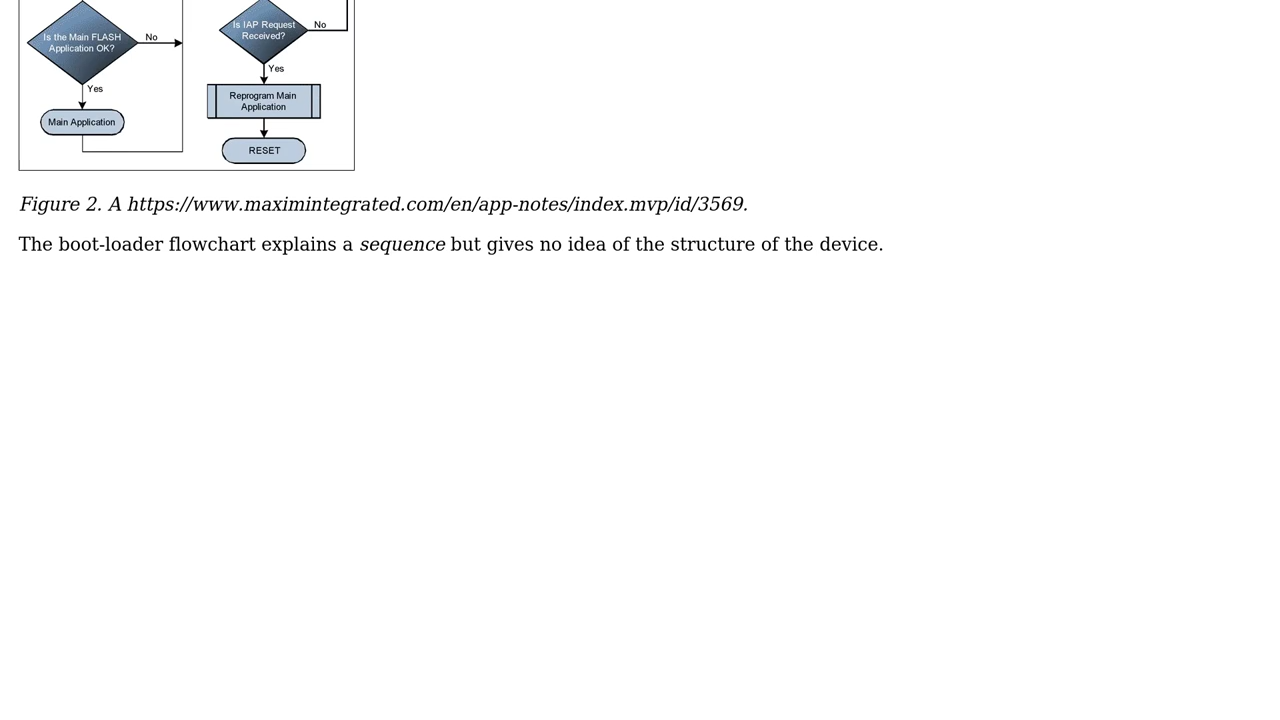 Is the Main FLASH
Application OK?
No
Yes
Main Application
Is IAP Request
Received?
No
Yes
Reprogram Main
Application
RESET
Figure 2. A https://www.maximintegrated.com/en/app-notes/index.mvp/id/3569.
The boot-loader flowchart explains a sequence but gives no idea of the structure of the device.